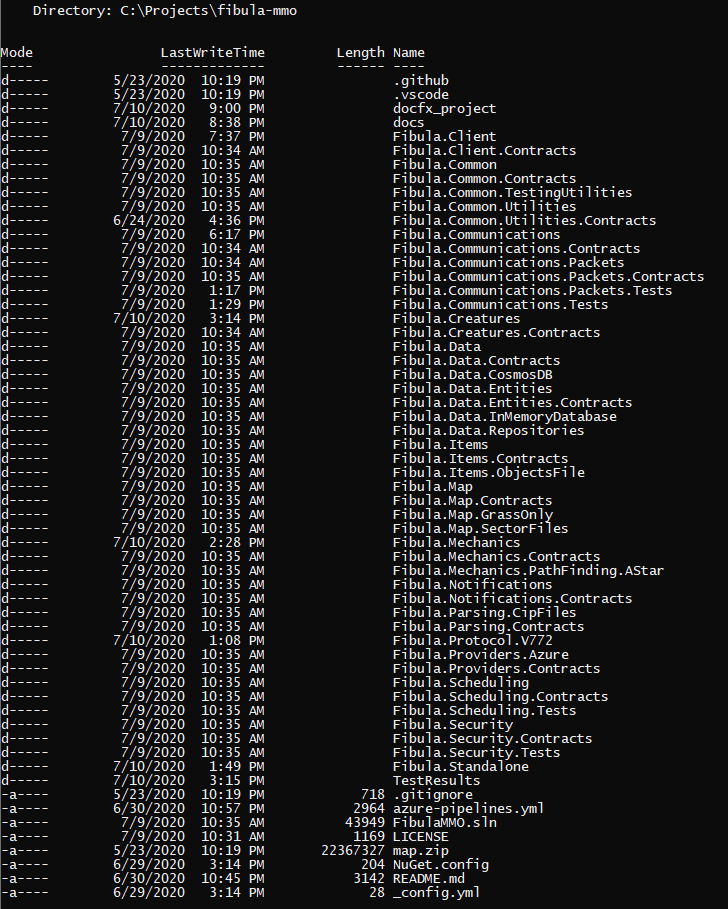 Directory: C:\Projects\fibula-mmo
Mode LastWriteTime Length Name
---- ------------- ------ ----
d----- 5/23/2020 10:19 PM .github
d----- 5/23/2020 10:19 PM .vscode
d----- 7/10/2020 9:00 PM docfx_project
d----- 7/10/2020 8:38 PM docs
d----- 7/9/2020 7:37 PM Fibula.Client
d----- 7/9/2020 10:34 AM Fibula.Client.Contracts
d----- 7/9/2020 10:35 AM Fibula.Common
d----- 7/9/2020 10:35 AM Fibula.Common.Contracts
d----- 7/9/2020 10:35 AM Fibula.Common.TestingUtilities
d----- 7/9/2020 10:35 AM Fibula.Common.Utilities
d----- 6/24/2020 4:36 PM Fibula.Common.Utilities.Contracts
d----- 7/9/2020 6:17 PM Fibula.Communications
d----- 7/9/2020 10:34 AM Fibula.Communications.Contracts
d----- 7/9/2020 10:34 AM Fibula.Communications.Packets
d----- 7/9/2020 10:35 AM Fibula.Communications.Packets.Contracts
d----- 7/9/2020 1:17 PM Fibula.Communications.Packets.Tests
d----- 7/9/2020 1:29 PM Fibula.Communications.Tests
d----- 7/10/2020 3:14 PM Fibula.Creatures
d----- 7/9/2020 10:34 AM Fibula.Creatures.Contracts
d----- 7/9/2020 10:35 AM Fibula.Data
d----- 7/9/2020 10:35 AM Fibula.Data.Contracts
d----- 7/9/2020 10:35 AM Fibula.Data.CosmosDB
d----- 7/9/2020 10:35 AM Fibula.Data.Entities
d----- 7/9/2020 10:35 AM Fibula.Data.Entities.Contracts
d----- 7/9/2020 10:35 AM Fibula.Data.InMemoryDatabase
d----- 7/9/2020 10:35 AM Fibula.Data.Repositories
d----- 7/9/2020 10:35 AM Fibula.Items
d----- 7/9/2020 10:35 AM Fibula.Items.Contracts
d----- 7/9/2020 10:35 AM Fibula.Items.ObjectsFile
d----- 7/9/2020 10:35 AM Fibula.Map
d----- 7/9/2020 10:35 AM Fibula.Map.Contracts
d----- 7/9/2020 10:35 AM Fibula.Map.GrassOnly
d----- 7/9/2020 10:35 AM Fibula.Map.SectorFiles
d----- 7/10/2020 2:28 PM Fibula.Mechanics
d----- 7/9/2020 10:35 AM Fibula.Mechanics.Contracts
d----- 7/9/2020 10:35 AM Fibula.Mechanics.PathFinding.AStar
d----- 7/9/2020 10:35 AM Fibula.Notifications
d----- 7/9/2020 10:35 AM Fibula.Notifications.Contracts
d----- 7/9/2020 10:35 AM Fibula.Parsing.CipFiles
d----- 7/9/2020 10:35 AM Fibula.Parsing.Contracts
d----- 7/10/2020 1:08 PM Fibula.Protocol.V772
d----- 7/9/2020 10:35 AM Fibula.Providers.Azure
d----- 7/9/2020 10:35 AM Fibula.Providers.Contracts
d----- 7/9/2020 10:35 AM Fibula.Scheduling
d----- 7/9/2020 10:35 AM Fibula.Scheduling.Contracts
d----- 7/9/2020 10:35 AM Fibula.Scheduling.Tests
d----- 7/9/2020 10:35 AM Fibula.Security
d----- 7/9/2020 10:35 AM Fibula.Security.Contracts
d----- 7/9/2020 10:35 AM Fibula.Security.Tests
d----- 7/10/2020 1:49 PM Fibula.Standalone
d----- 7/10/2020 3:15 PM TestResults
-a---- 5/23/2020 10:19 PM 718 .gitignore
-a---- 6/30/2020 10:57 PM 2964 azure-pipelines.yml
-a---- 7/9/2020 10:35 AM 43949 FibulaMMO.sln
-a---- 7/9/2020 10:31 AM 1169 LICENSE
-a---- 5/23/2020 10:19 PM 22367327 map.zip
-a---- 6/29/2020 3:14 PM 204 NuGet.config
-a---- 6/30/2020 10:45 PM 3142 README.md
-a---- 6/29/2020 3:14 PM 28 _config.yml